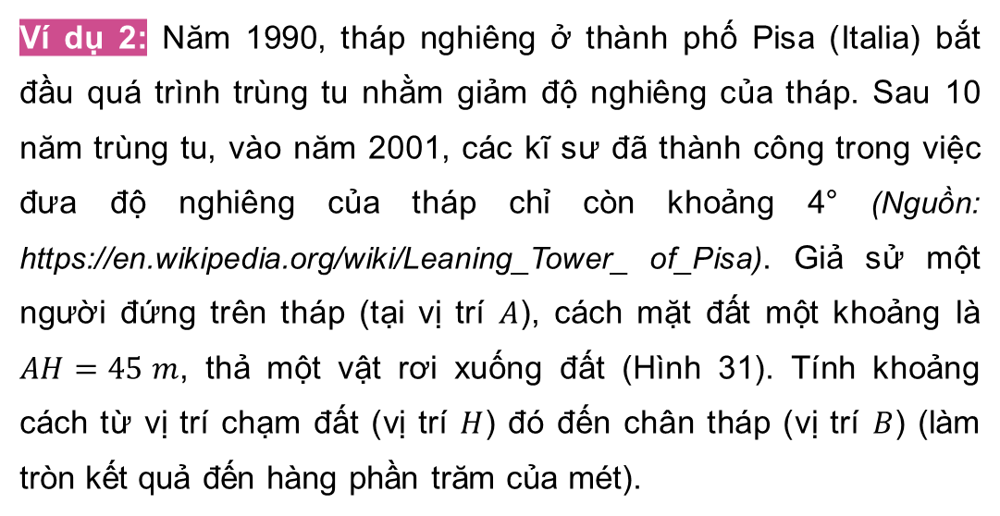 Ví dụ 2: Năm 1990, tháp nghiêng ở thành phố Pisa (Italia) bắt
đầu quá trình trùng tu nhằm giảm độ nghiêng của tháp. Sau 10
năm trùng tu, vào năm 2001, các kĩ sư đã thành công trong việc
đưa độ nghiêng của tháp chỉ còn khoảng 4° (Nguồn:
https://en.wikipedia.org/wiki/Leaning_Tower_ of_Pisa). Giả sử một
người đứng trên tháp (tại vị trí A), cách mặt đất một khoảng là
AH = 45 m, thả một vật rơi xuống đất (Hình 31). Tính khoảng
cách từ vị trí chạm đất (vị trí H) đó đến chân tháp (vị trí B) (làm
tròn kết quả đến hàng phần trăm của mét).